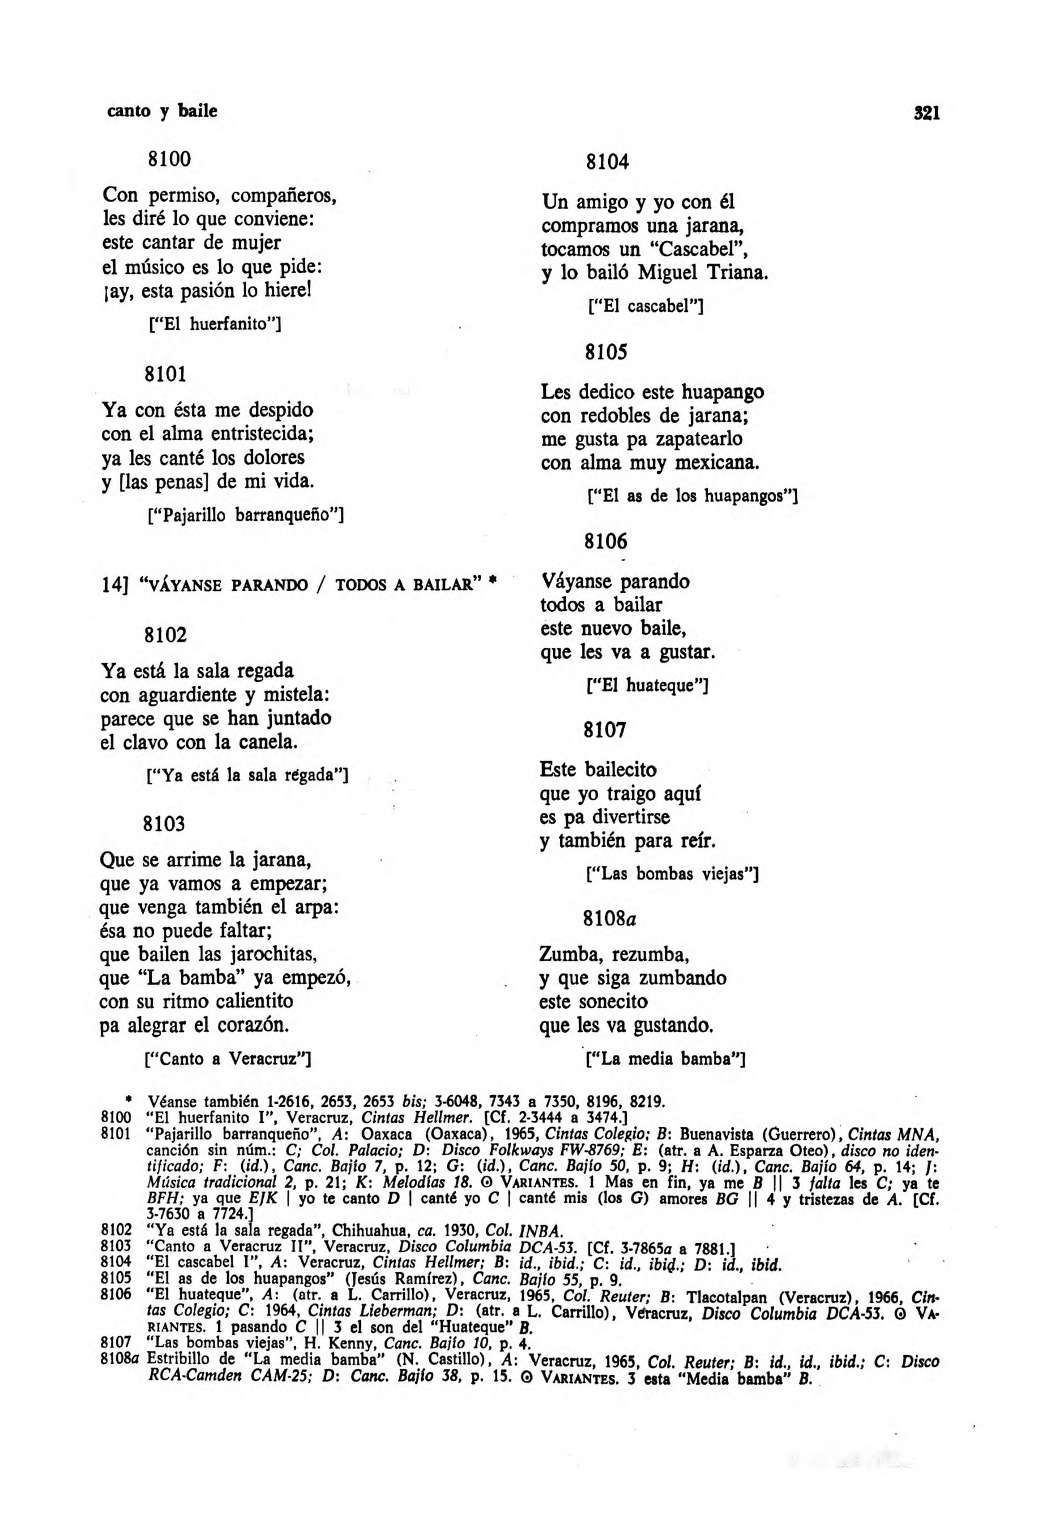 canto y baile 321
8100
Con permiso, compañeros,
les diré lo que conviene:
este cantar de mujer
el músico es lo que pide:
¡ay, esta pasión lo hiere!
[“El huerfanito”]
8101
Ya con ésta me despido
con el alma entristecida;
ya les canté los dolores
y [las penas] de mi vida.
[“Pajarillo barranqueño”]
14] “VÁYANSE PARANDO / TODOS A BAILAR” *
8102
Ya está la sala regada
con aguardiente y mistela:
parece que se han juntado
el clavo con la canela.
[“Ya está la sala regada”]
8103
Que se arrime la jarana,
que ya vamos a empezar;
que venga también el arpa:
ésa no puede faltar;
que bailen las jarochitas,
que “La bamba” ya empezó,
con su ritmo calientito
pa alegrar el corazón.
[“Canto a Veracruz”]
8104
Un amigo y yo con él
compramos una jarana,
tocamos un “Cascabel”,
y lo bailó Miguel Triana.
[“El cascabel”]
8105
Les dedico este huapango
con redobles de jarana;
me gusta pa zapatearlo
con alma muy mexicana.
[“El as de los huapangos”]
8106
Váyanse parando
todos a bailar
este nuevo baile,
que les va a gustar.
[“El huateque”]
8107
Este bailecito
que yo traigo aquí
es pa divertirse
y también para reír.
[“Las bombas viejas”]
8108a
Zumba, rezumba,
y que siga zumbando
este sonecito
que les va gustando.
[“La media bamba”]
* Véanse también 1-2616, 2653, 2653 bis; 3-6048, 7343 a 7350, 8196, 8219.
8100 “El huerfanito I”, Veracruz, Cintas Hellmer. [Cf. 2-3444 a 3474.]
8101 “Pajarillo barranqueño”, A: Oaxaca (Oaxaca), 1965, Cintas Colegio; B: Buenavista (Guerrero), Cintas MNA,
canción sin núm.: C; Col. Palacio; D: Disco Folkways FW-8769; E: (atr. a A. Esparza Oteo), disco no iden-
tificado; F: (id.), Canc. Bajío 7, p. 12; G: (id.), Canc. Bajío 50, p. 9; H: (id.), Canc. Bajío 64, p. 14; J:
Música tradicional 2, p. 21; K: Melodías 18. ⊙ VARIANTES. 1 Mas en fin, ya me B || 3 falta les C; ya te
BFH; ya que EJK | yo te canto D | canté yo C | canté mis (los G) amores BG || 4 y tristezas de A. [Cf.
3-7630 a 7724.]
8102 “Ya está la sala regada”, Chihuahua, ca. 1930, Col. INBA.
8103 “Canto a Veracruz II”, Veracruz, Disco Columbia DCA-53. [Cf. 3-7865a a 7881.]
8104 “El cascabel I”, A: Veracruz, Cintas Hellmer; B: id., ibid.; C: id., ibid.; D: id., ibid.
8105 “El as de los huapangos” (Jesús Ramírez), Canc. Bajío 55, p. 9.
8106 “El huateque”, A: (atr. a L. Carrillo), Veracruz, 1965, Col. Reuter; B: Tlacotalpan (Veracruz), 1966, Cin-
tas Colegio; C: 1964, Cintas Lieberman; D: (atr. a L. Carrillo), Veracruz, Disco Columbia DCA-53. ⊙ VA-
RIANTES. 1 pasando C || 3 el son del “Huateque” B.
8107 “Las bombas viejas”, H. Kenny, Canc. Bajío 10, p. 4.
8108a Estribillo de “La media bamba” (N. Castillo), A: Veracruz, 1965, Col. Reuter; B: id., id., ibid.; C: Disco
RCA-Camden CAM-25; D: Canc. Bajío 38, p. 15. ⊙ VARIANTES. 3 esta “Media bamba” B.